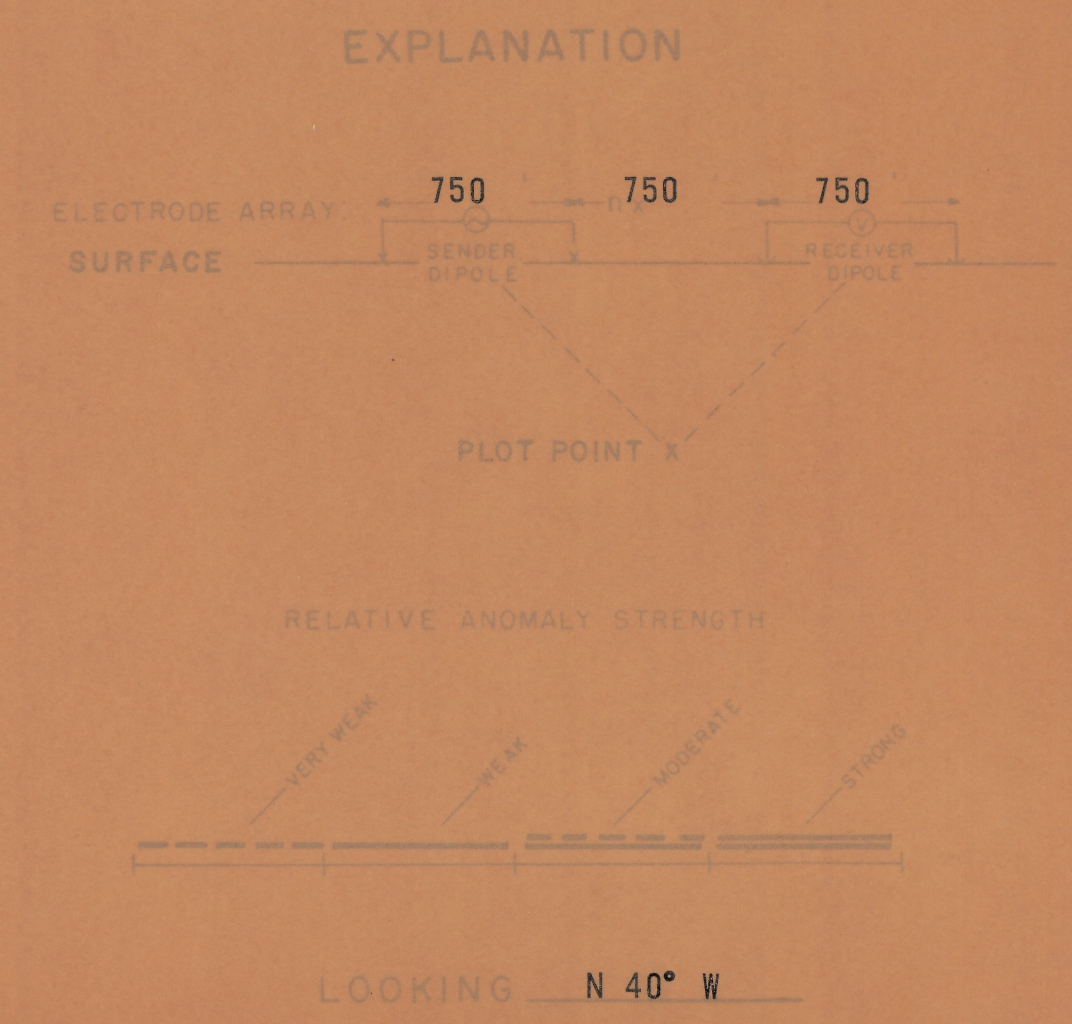 EXPLANATION
750 n x 750 750
ELECTRODE ARRAY:
V
SURFACE SENDER DIPOLE RECEIVER DIPOLE
PLOT POINT X
RELATIVE ANOMALY STRENGTH
VERY WEAK
WEAK
MODERATE
STRONG
LOOKING N 40° W